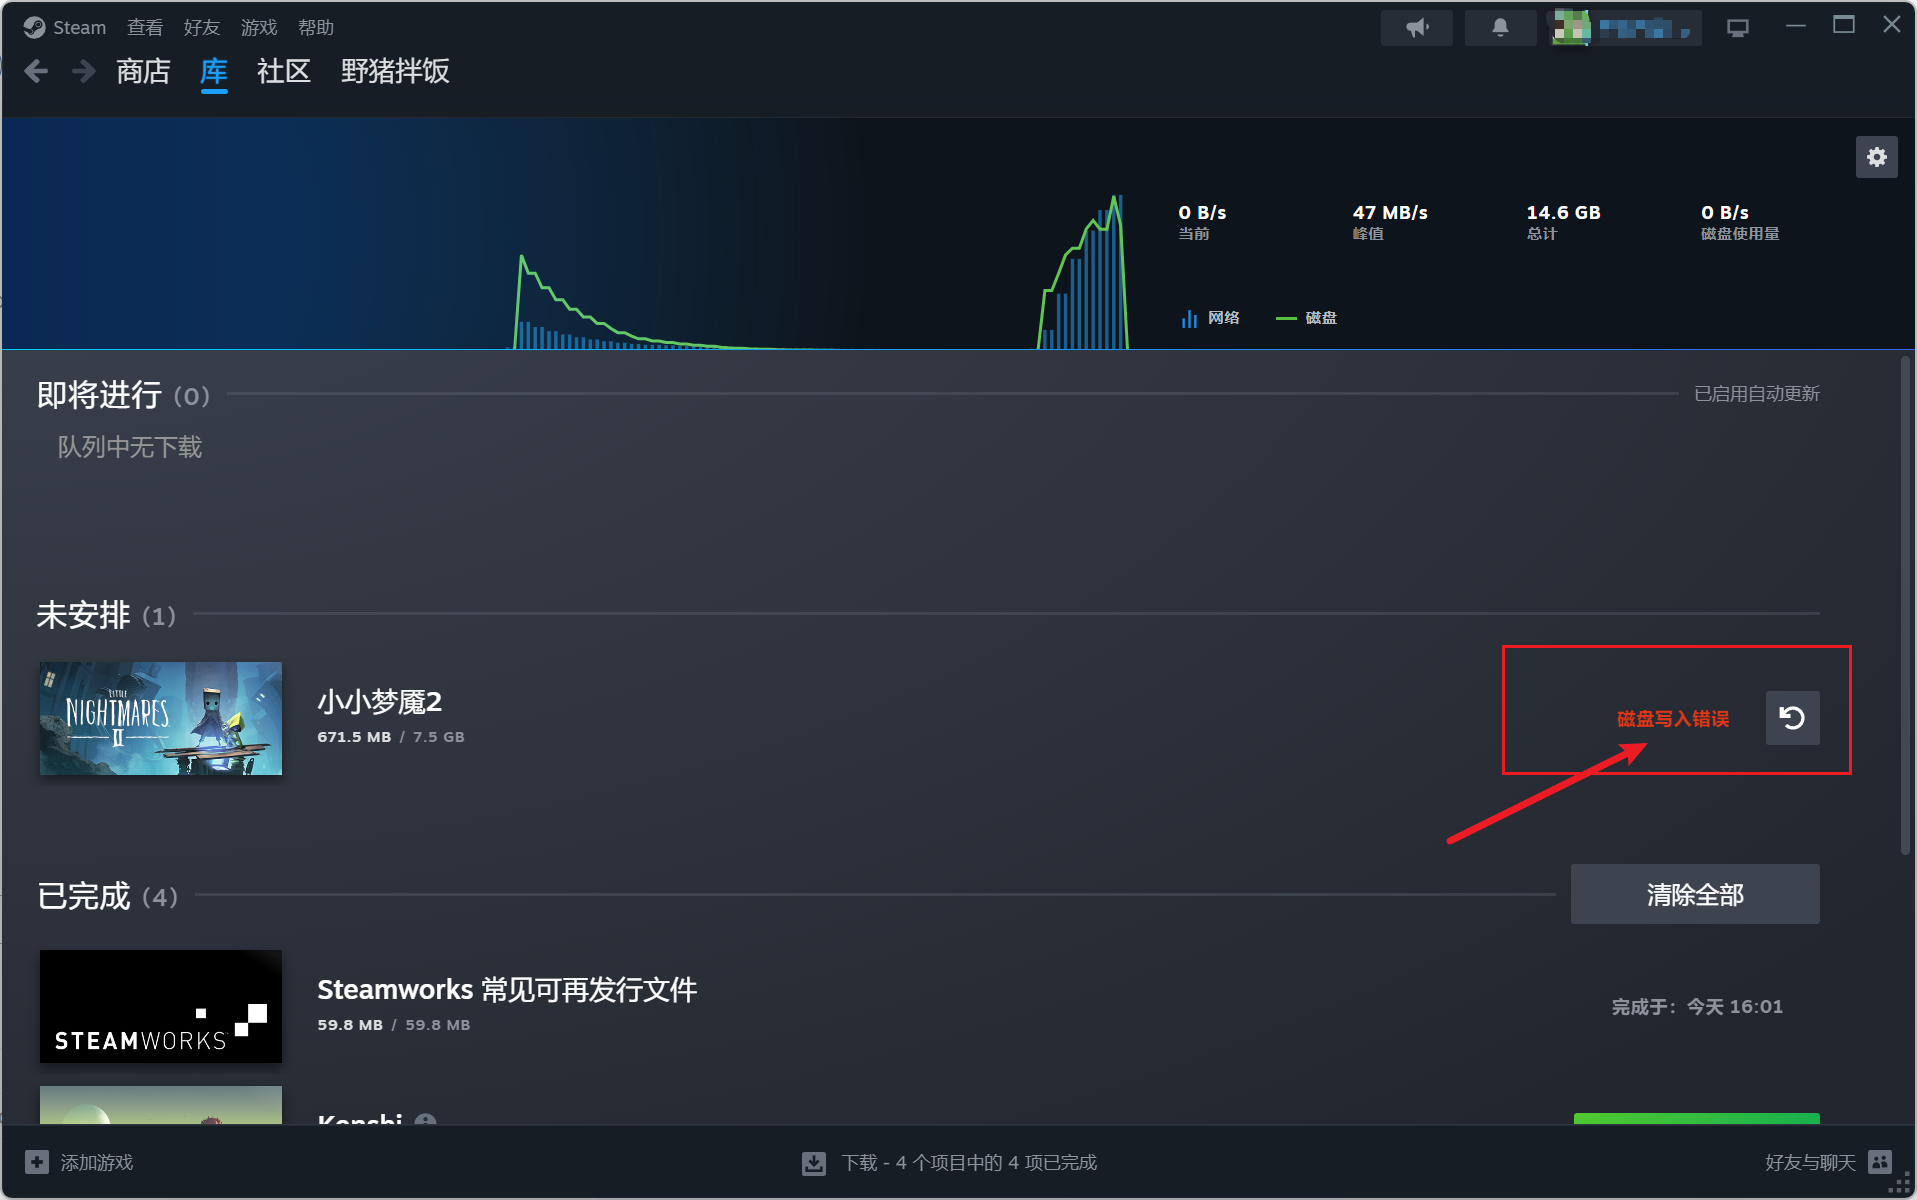 Steam 查看 好友 游戏 帮助
商店 库 社区 野猪拌饭
0 B/s 47 MB/s 14.6 GB 0 B/s
当前 峰值 总计 磁盘使用量
网络 磁盘
即将进行 (0) 已启用自动更新
队列中无下载
未安排 (1)
LITTLE NIGHTMARES II
小小梦魇2
671.5 MB / 7.5 GB
磁盘写入错误
已完成 (4) 清除全部
STEAMWORKS
Steamworks 常见可再发行文件
59.8 MB / 59.8 MB
完成于：今天 16:01
Kenshi
添加游戏 下载 - 4 个项目中的 4 项已完成 好友与聊天